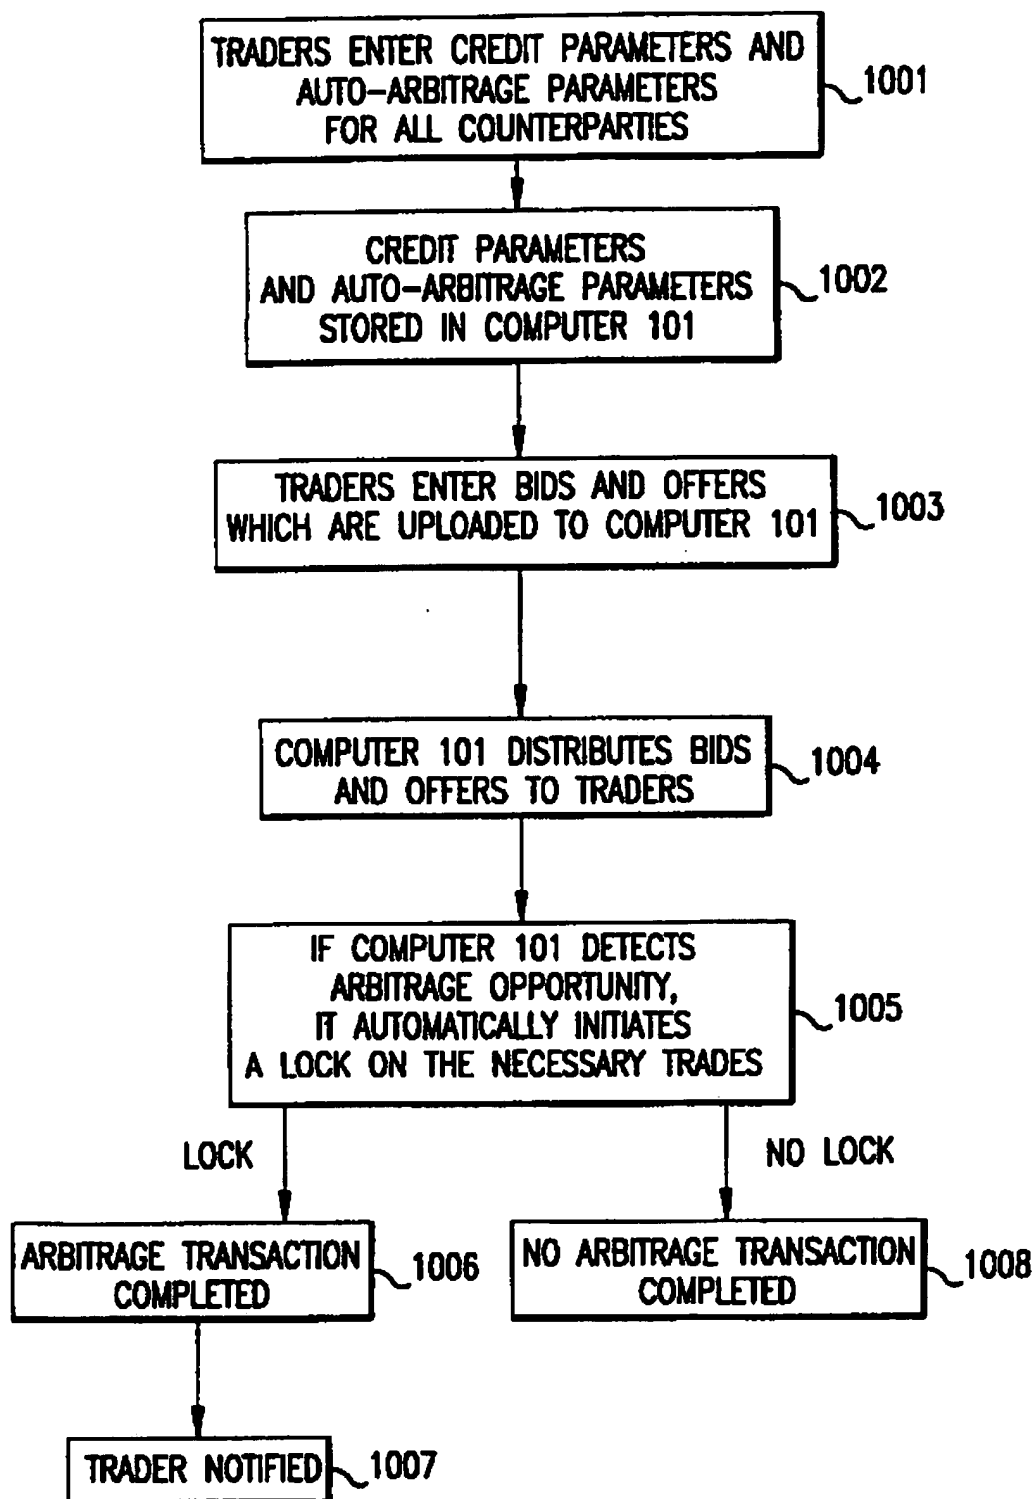 TRADERS ENTER CREDIT PARAMETERS AND
AUTO-ARBITRAGE PARAMETERS
FOR ALL COUNTERPARTIES
1001
CREDIT PARAMETERS
AND AUTO-ARBITRAGE PARAMETERS
STORED IN COMPUTER 101
1002
TRADERS ENTER BIDS AND OFFERS
WHICH ARE UPLOADED TO COMPUTER 101
1003
COMPUTER 101 DISTRIBUTES BIDS
AND OFFERS TO TRADERS
1004
IF COMPUTER 101 DETECTS
ARBITRAGE OPPORTUNITY,
IT AUTOMATICALLY INITIATES
A LOCK ON THE NECESSARY TRADES
1005
LOCK
NO LOCK
ARBITRAGE TRANSACTION
COMPLETED
1006
NO ARBITRAGE TRANSACTION
COMPLETED
1008
TRADER NOTIFIED
1007